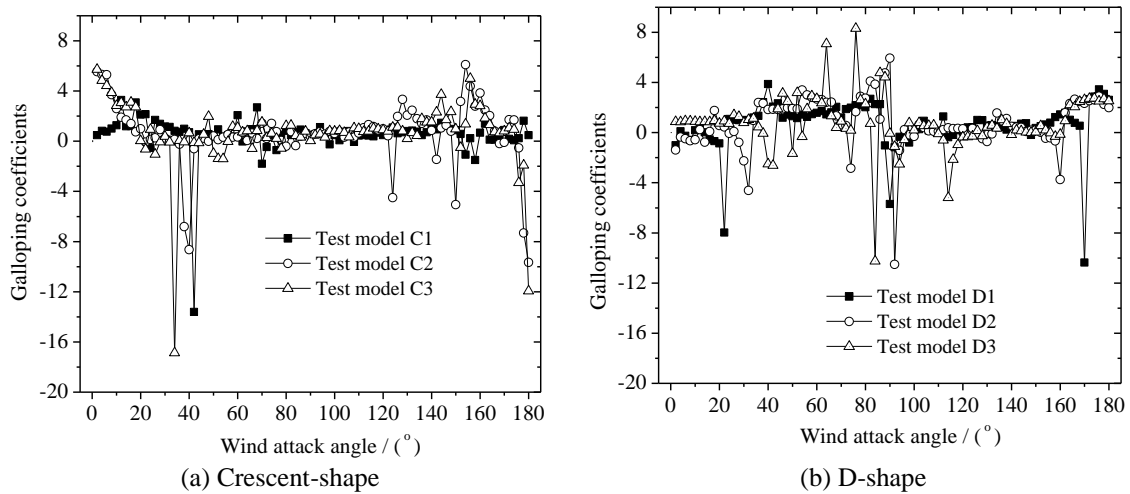 8
4
0
-4
-8
-12
-16
-20
Galloping coefficients
Test model C1
Test model C2
Test model C3
0 20 40 60 80 100 120 140 160 180
Wind attack angle / (°)
(a) Crescent-shape
8
4
0
-4
-8
-12
-16
-20
Galloping coefficients
Test model D1
Test model D2
Test model D3
0 20 40 60 80 100 120 140 160 180
Wind attack angle / (°)
(b) D-shape